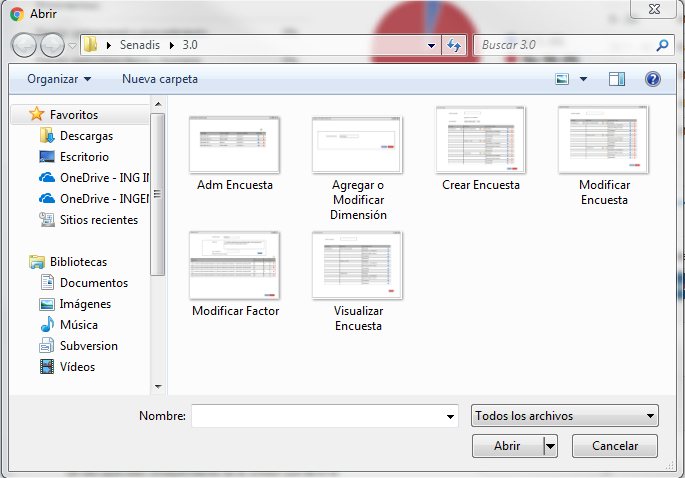 Abrir
Senadis 3.0
Buscar 3.0
Organizar
Nueva carpeta
Favoritos
Descargas
Escritorio
OneDrive - ING IN
OneDrive - INGEN
Sitios recientes
Bibliotecas
Documentos
Imágenes
Música
Subversion
Vídeos
Adm Encuesta
Agregar o
Modificar
Dimensión
Crear Encuesta
Modificar
Encuesta
Modificar Factor
Visualizar
Encuesta
Nombre:
Todos los archivos
Abrir
Cancelar